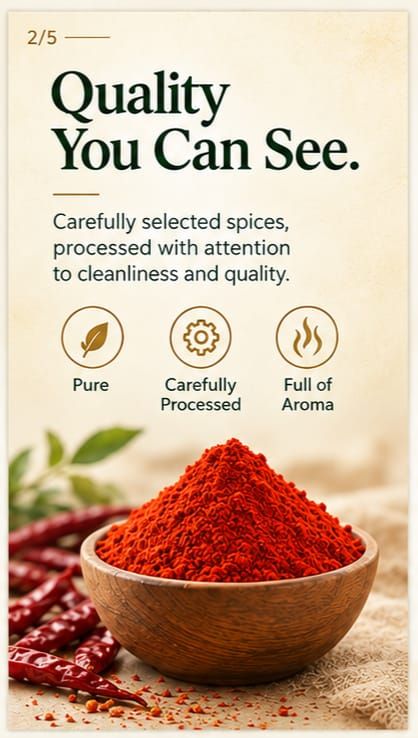 2/5
Quality
You Can See.
Carefully selected spices,
processed with attention
to cleanliness and quality.
Pure
Carefully
Processed
Full of
Aroma